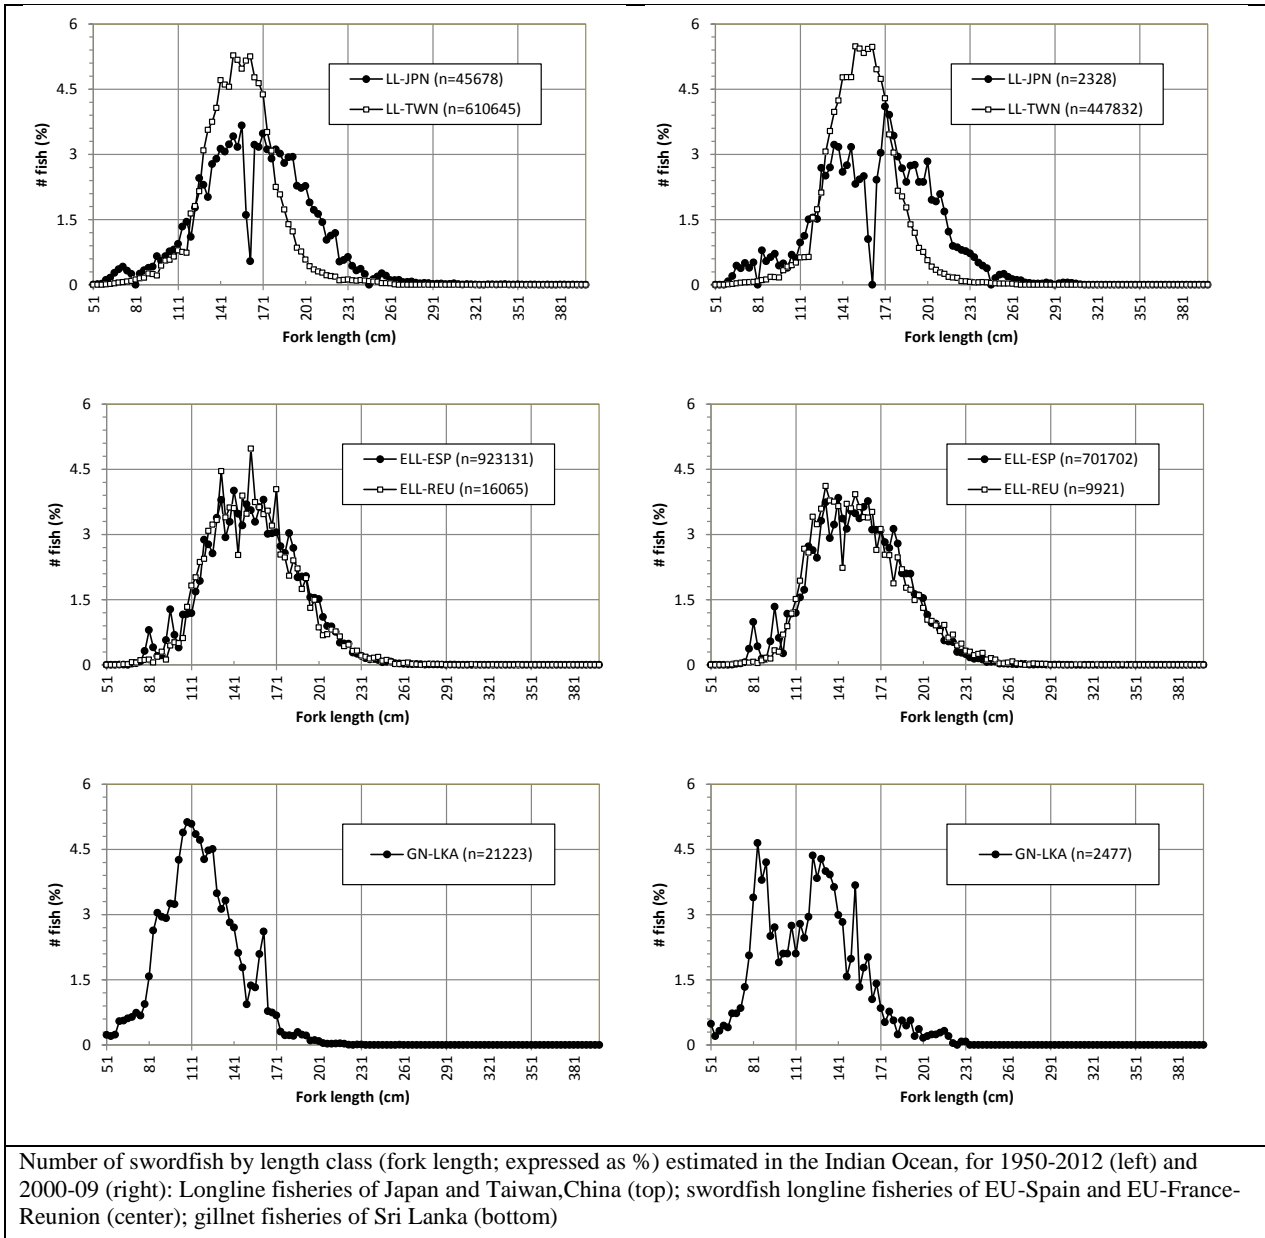 6
4.5
3
1.5
0
# fish (%)
LL-JPN (n=45678)
LL-TWN (n=610645)
51 81 111 141 171 201 231 261 291 321 351 381
Fork length (cm)
6
4.5
3
1.5
0
# fish (%)
LL-JPN (n=2328)
LL-TWN (n=447832)
51 81 111 141 171 201 231 261 291 321 351 381
Fork length (cm)
6
4.5
3
1.5
0
# fish (%)
ELL-ESP (n=923131)
ELL-REU (n=16065)
51 81 111 141 171 201 231 261 291 321 351 381
Fork length (cm)
6
4.5
3
1.5
0
# fish (%)
ELL-ESP (n=701702)
ELL-REU (n=9921)
51 81 111 141 171 201 231 261 291 321 351 381
Fork length (cm)
6
4.5
3
1.5
0
# fish (%)
GN-LKA (n=21223)
51 81 111 141 171 201 231 261 291 321 351 381
Fork length (cm)
6
4.5
3
1.5
0
# fish (%)
GN-LKA (n=2477)
51 81 111 141 171 201 231 261 291 321 351 381
Fork length (cm)
Number of swordfish by length class (fork length; expressed as %) estimated in the Indian Ocean, for 1950-2012 (left) and
2000-09 (right): Longline fisheries of Japan and Taiwan,China (top); swordfish longline fisheries of EU-Spain and EU-France-
Reunion (center); gillnet fisheries of Sri Lanka (bottom)